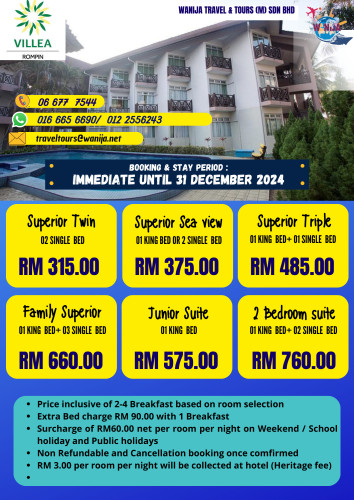 WANIJA TRAVEL & TOURS (M) SDN BHD
VILLEA
ROMPIN
06 677 7544
016 665 6690/ 012 2556243
traveltours@wanija.net
BOOKING & STAY PERIOD :
IMMEDIATE UNTIL 31 DECEMBER 2024
Superior Twin
02 SINGLE BED
RM 315.00
Superior Sea view
01 KING BED OR 2 SINGLE BED
RM 375.00
Superior Triple
01 KING BED+ 01 SINGLE BED
RM 485.00
Family Superior
01 KING BED+ 03 SINGLE BED
RM 660.00
Junior Suite
01 KING BED
RM 575.00
2 Bedroom suite
01 KING BED+ 02 SINGLE BED
RM 760.00
• Price inclusive of 2-4 Breakfast based on room selection
• Extra Bed charge RM 90.00 with 1 Breakfast
• Surcharge of RM60.00 net per room per night on Weekend / School
holiday and Public holidays
• Non Refundable and Cancellation booking once comfirmed
• RM 3.00 per room per night will be collected at hotel (Heritage fee)
•